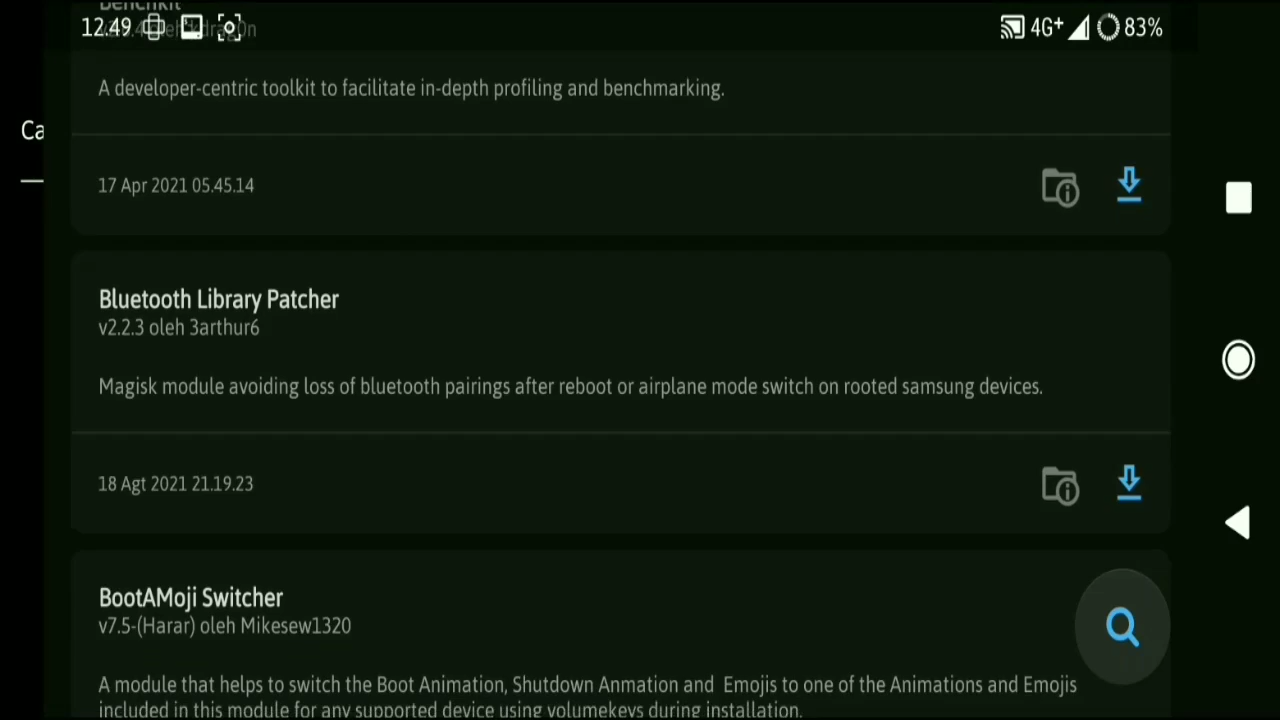 Benchkit
12.49
4G+
83%
A developer-centric toolkit to facilitate in-depth profiling and benchmarking.
Ca
17 Apr 2021 05.45.14
Bluetooth Library Patcher
v2.2.3 oleh 3arthur6
Magisk module avoiding loss of bluetooth pairings after reboot or airplane mode switch on rooted samsung devices.
18 Agt 2021 21.19.23
BootAMoji Switcher
v7.5-(Harar) oleh Mikesew1320
A module that helps to switch the Boot Animation, Shutdown Anmation and Emojis to one of the Animations and Emojis
included in this module for any supported device using volumekeys during installation.